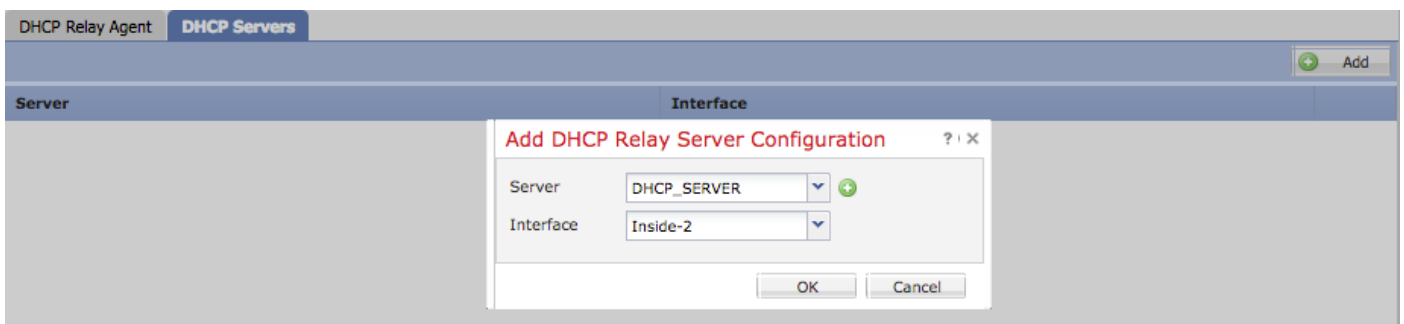 DHCP Relay Agent DHCP Servers
Add
Server Interface
Add DHCP Relay Server Configuration ?
Server DHCP_SERVER
Interface Inside-2
OK Cancel